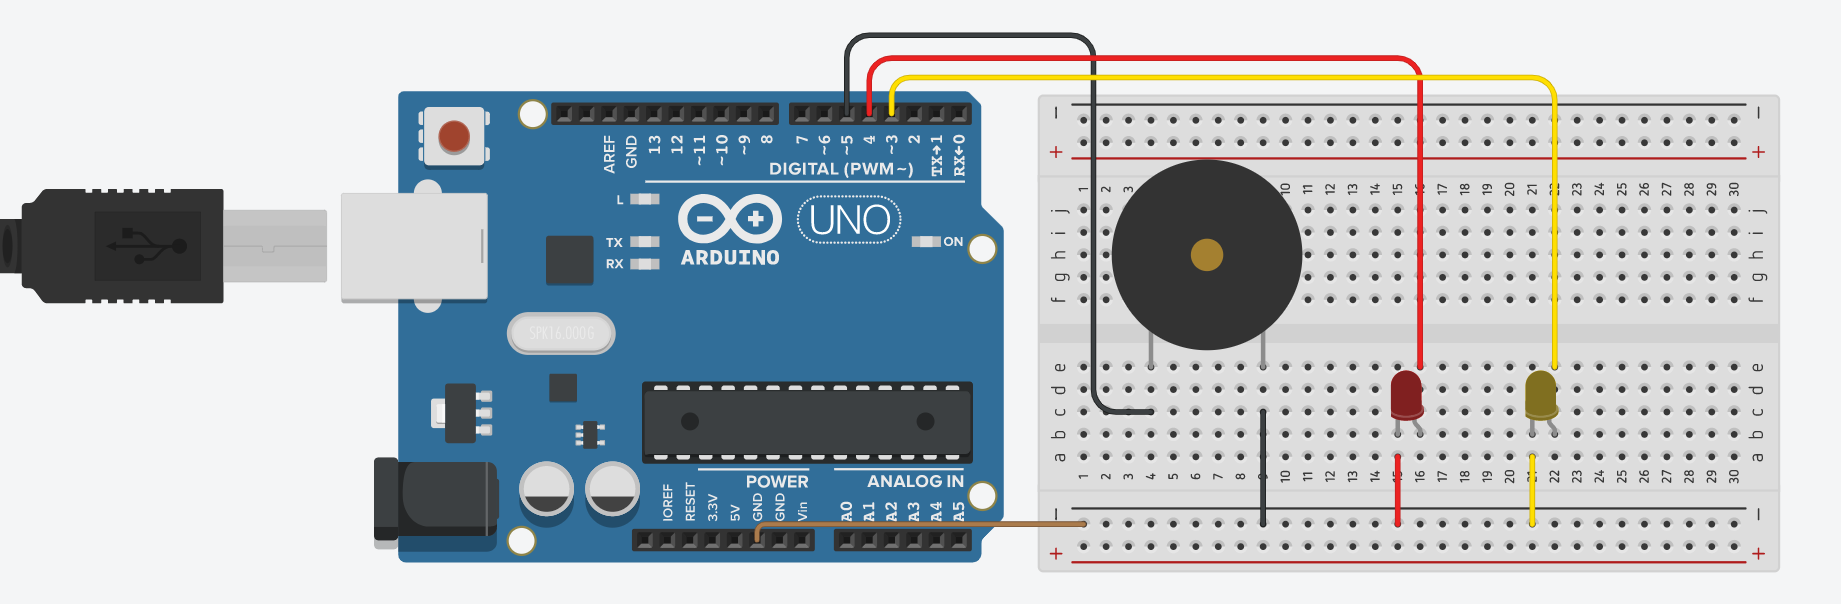 AREF
GND
13
12
~11
~10
~9
8
7
~6
~5
4
~3
2
TX→1
RX←0
DIGITAL (PWM ~)
L
TX
RX
ARDUINO
UNO
ON
SPK16.000G
POWER
ANALOG IN
IOREF
RESET
3.3V
5V
GND
GND
Vin
A0
A1
A2
A3
A4
A5
− −
+ +
1 2 3 10 11 12 13 14 15 17 18 19 20 21 22 23 24 25 26 27 28 29 30
j j
i i
h h
g g
f f
e e
d d
c c
b b
a a
1 2 3 4 5 6 7 8 9 10 11 12 13 14 15 16 17 18 19 20 21 22 23 24 25 26 27 28 29 30
− −
+ +